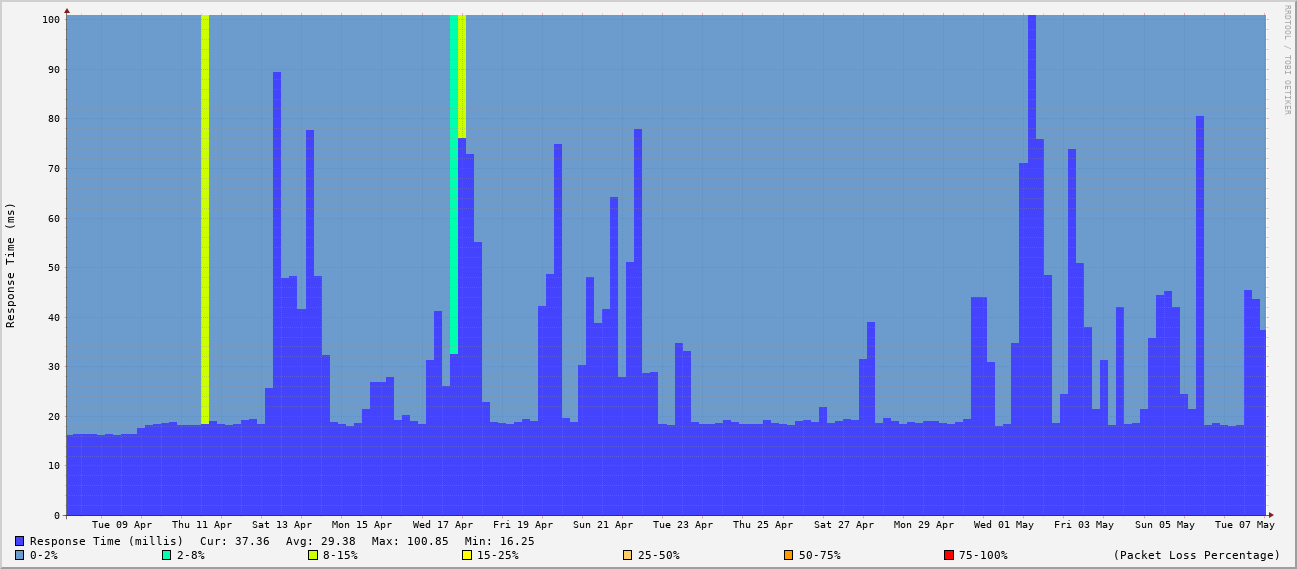 100
90
80
70
60
50
40
30
20
10
0
Response Time (ms)
RRDTOOL / TOBI OETIKER
Tue 09 Apr Thu 11 Apr Sat 13 Apr Mon 15 Apr Wed 17 Apr Fri 19 Apr Sun 21 Apr Tue 23 Apr Thu 25 Apr Sat 27 Apr Mon 29 Apr Wed 01 May Fri 03 May Sun 05 May Tue 07 May
Response Time (millis) Cur: 37.36 Avg: 29.38 Max: 100.85 Min: 16.25
0-2% 2-8% 8-15% 15-25% 25-50% 50-75% 75-100% (Packet Loss Percentage)